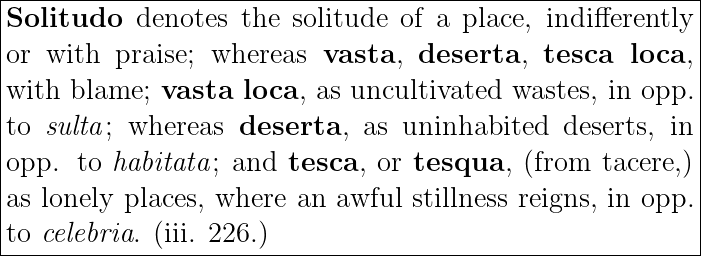 Solitudo denotes the solitude of a place, indifferently
or with praise; whereas vasta, deserta, tesca loca,
with blame; vasta loca, as uncultivated wastes, in opp.
to sulta; whereas deserta, as uninhabited deserts, in
opp. to habitata; and tesca, or tesqua, (from tacere,)
as lonely places, where an awful stillness reigns, in opp.
to celebria. (iii. 226.)